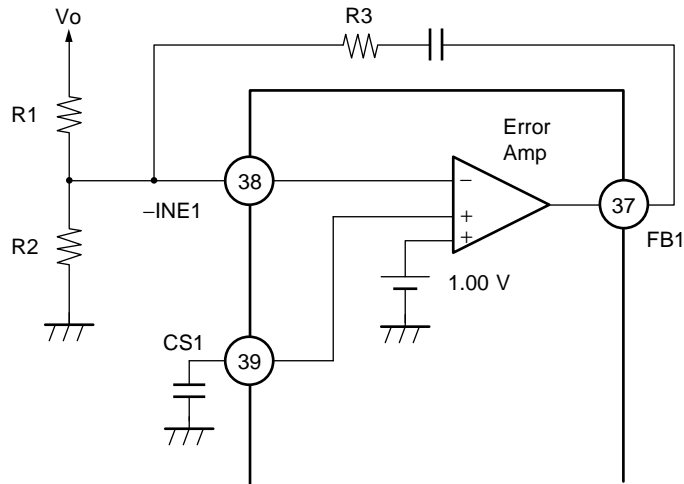 Vo
R3
R1
Error
Amp
38
−
−INE1
+
37
+
R2
FB1
1.00 V
CS1
39